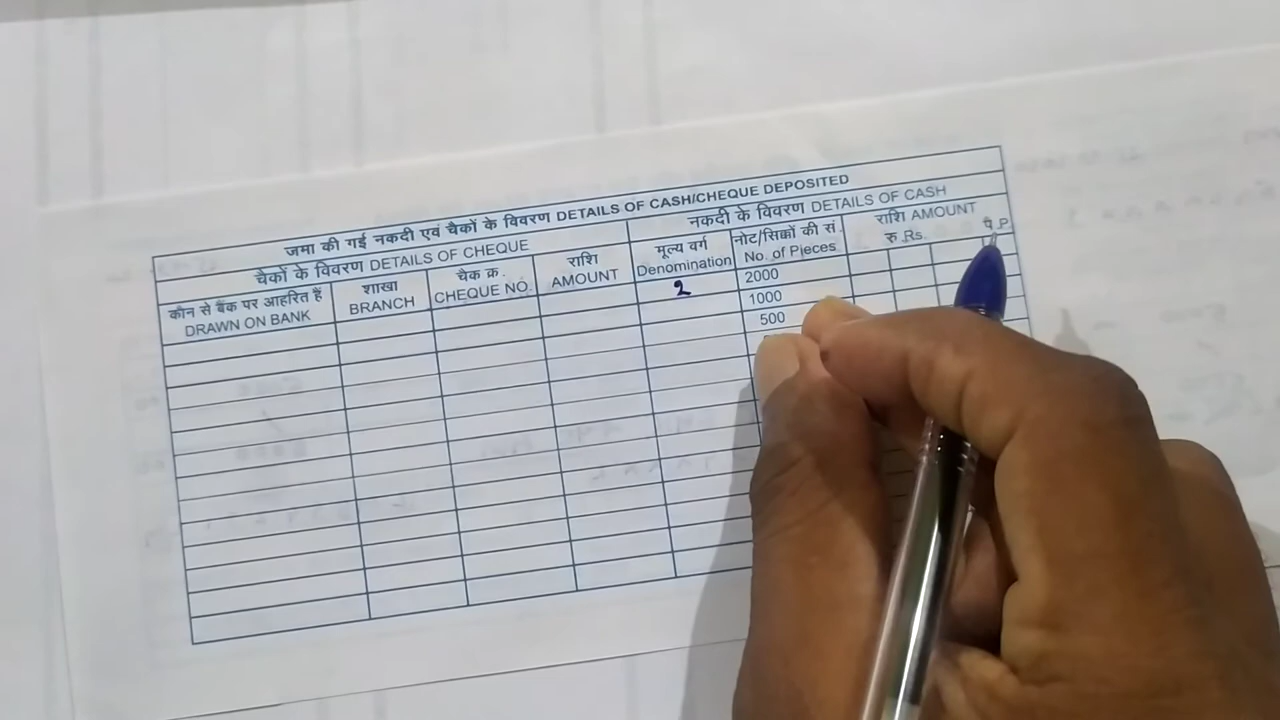 जमा की गई नकदी एवं चैकों के विवरण DETAILS OF CASH/CHEQUE DEPOSITED
चैकों के विवरण DETAILS OF CHEQUE
नकदी के विवरण DETAILS OF CASH
कौन से बैंक पर आहरित हैं
DRAWN ON BANK
शाखा
BRANCH
चैक क्र.
CHEQUE NO.
राशि
AMOUNT
मूल्य वर्ग
Denomination
नोट/सिक्कों की सं.
No. of Pieces
राशि AMOUNT
रु Rs. पै P.
2 2000
1000
500